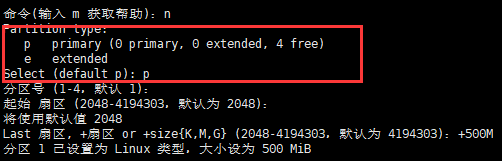 命令(输入 m 获取帮助)：n
Partition type:
p primary (0 primary, 0 extended, 4 free)
e extended
Select (default p): p
分区号 (1-4，默认 1)：
起始 扇区 (2048-4194303，默认为 2048)：
将使用默认值 2048
Last 扇区, +扇区 or +size{K,M,G} (2048-4194303，默认为 4194303)：+500M
分区 1 已设置为 Linux 类型，大小设为 500 MiB